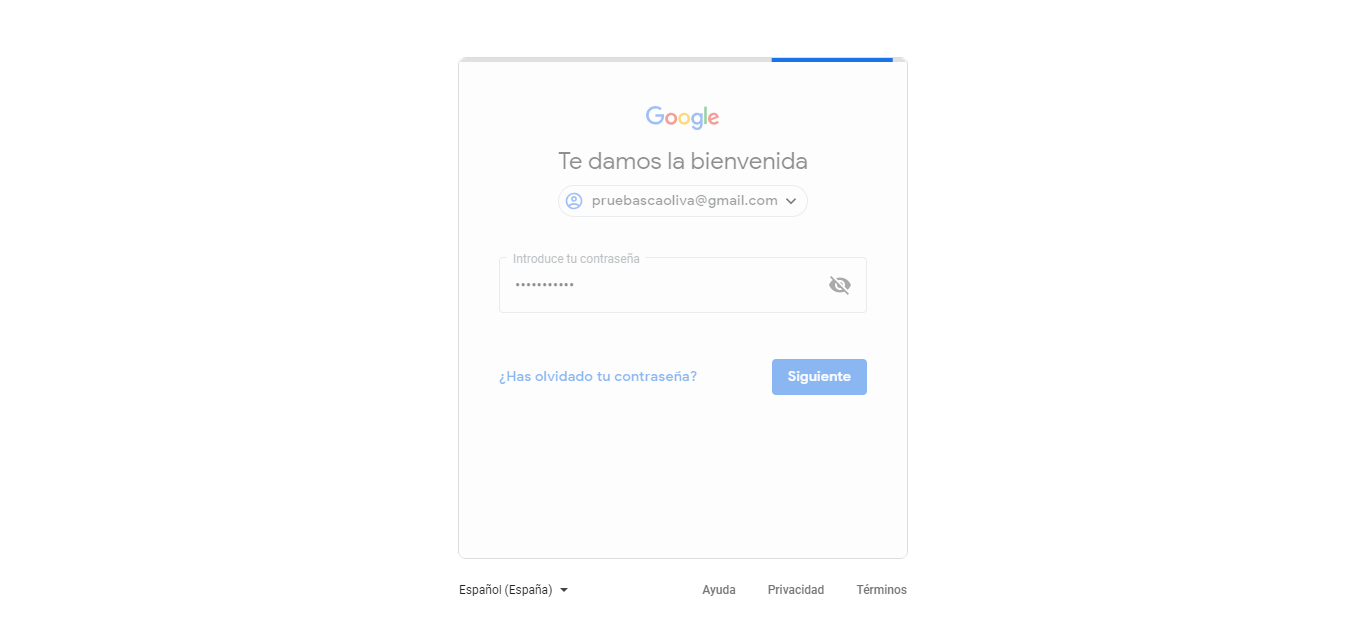 Google
Te damos la bienvenida
pruebascaoliva@gmail.com
Introduce tu contraseña
•••••••••••
¿Has olvidado tu contraseña? Siguiente
Español (España) Ayuda Privacidad Términos